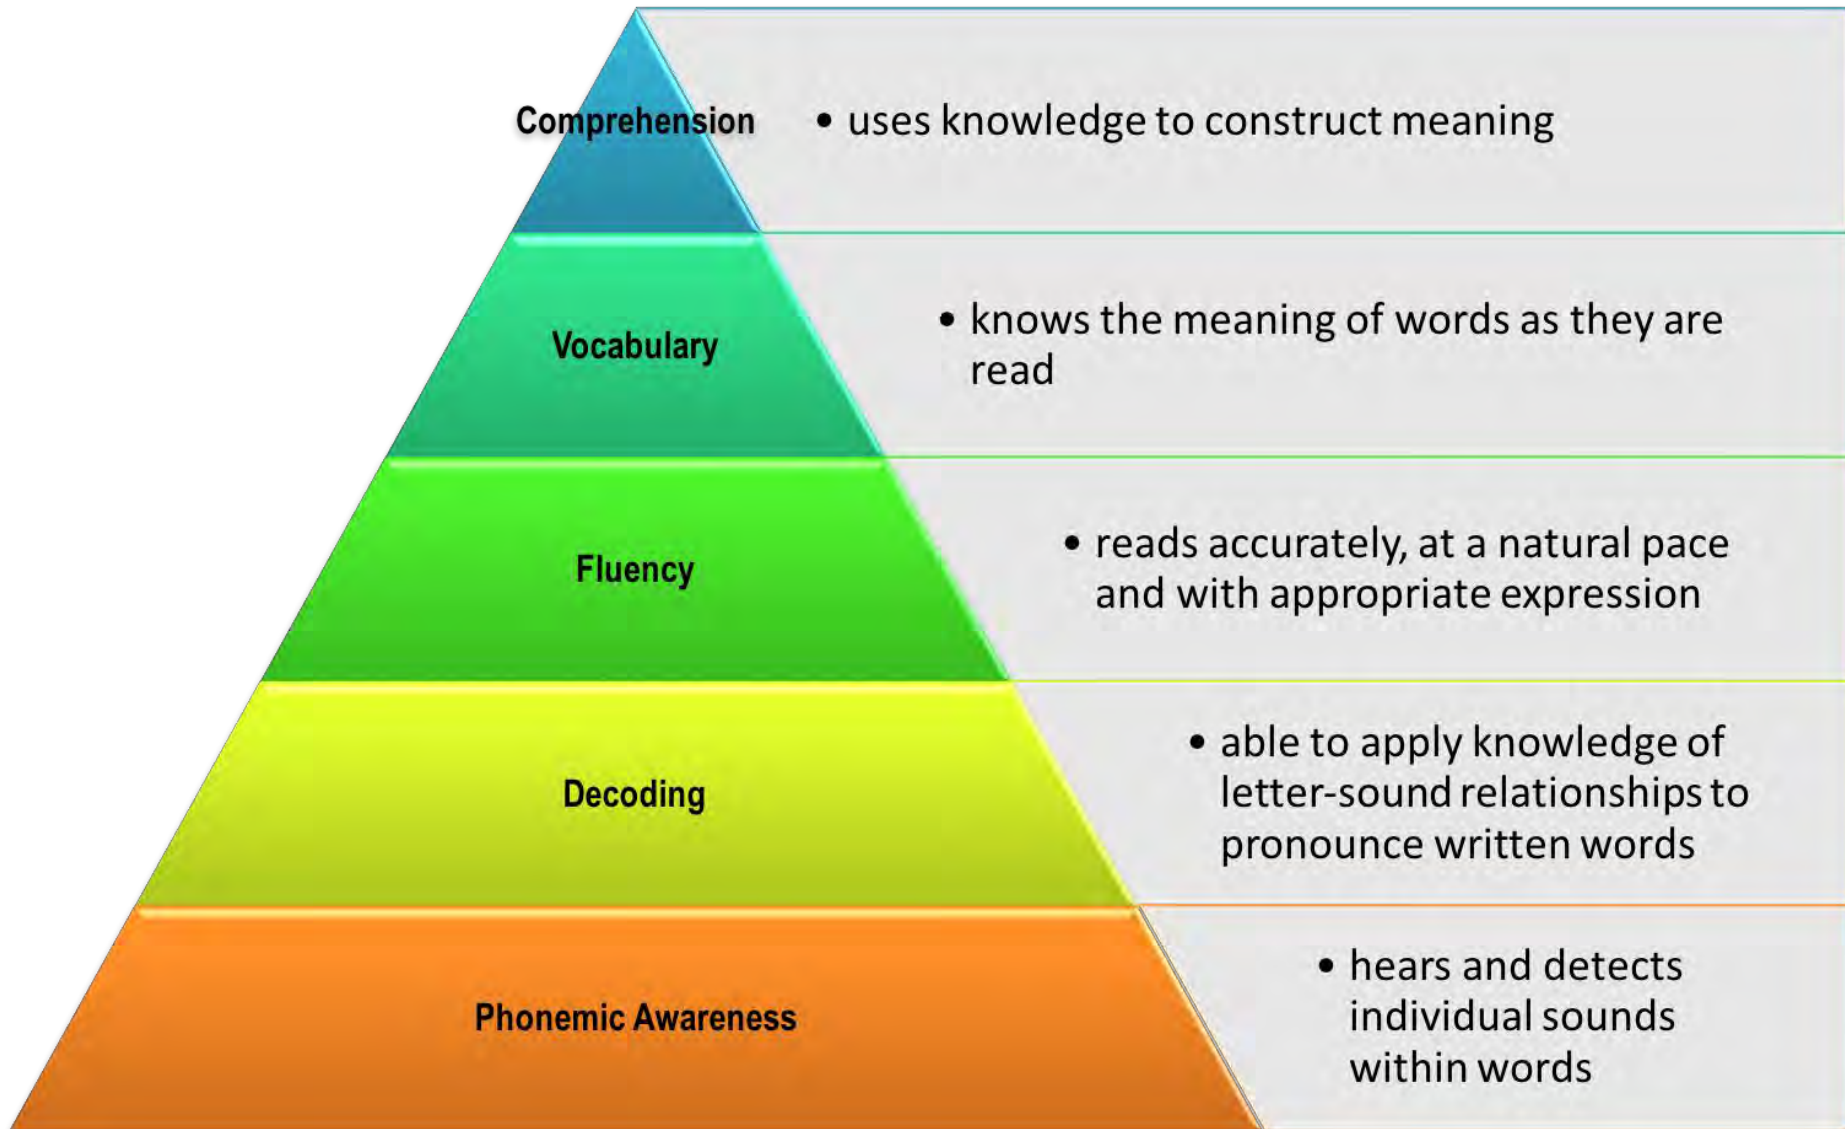 Comprehension
• uses knowledge to construct meaning
Vocabulary
• knows the meaning of words as they are
read
Fluency
• reads accurately, at a natural pace
and with appropriate expression
Decoding
• able to apply knowledge of
letter-sound relationships to
pronounce written words
Phonemic Awareness
• hears and detects
individual sounds
within words